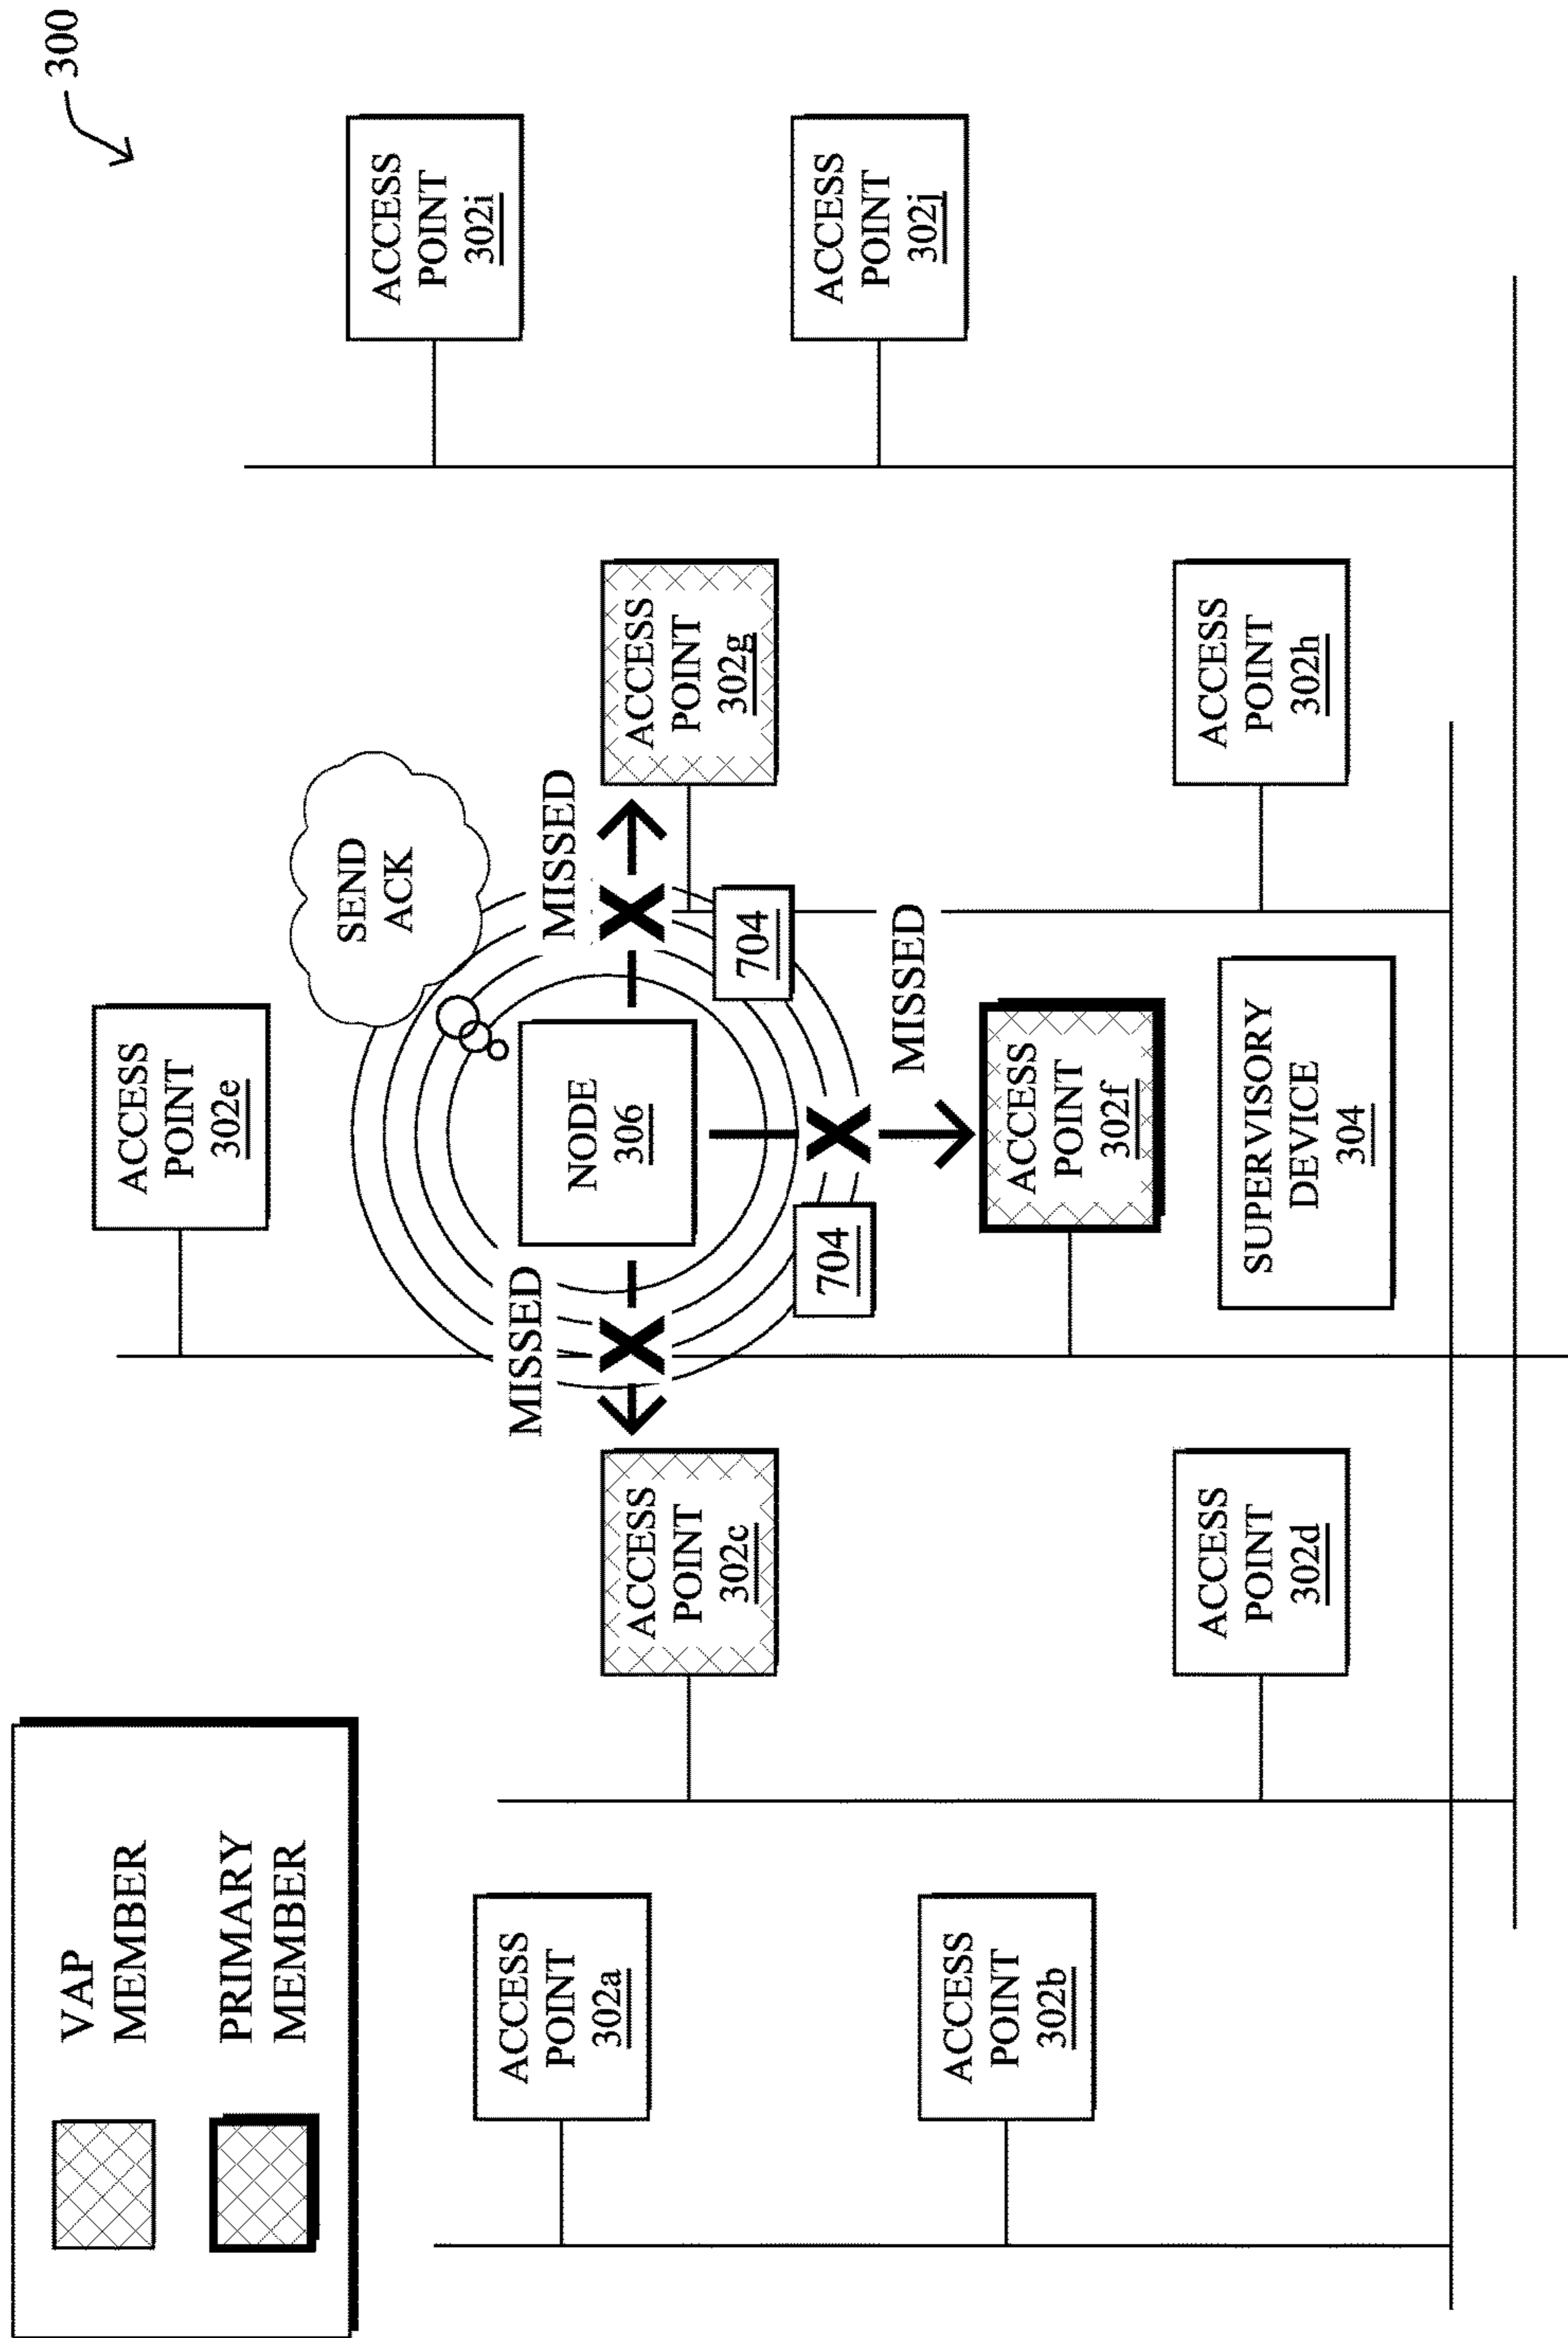 300
VAP
MEMBER
PRIMARY
MEMBER
ACCESS
POINT
302e
ACCESS
POINT
302i
SEND
ACK
ACCESS
POINT
302a
MISSED
MISSED
NODE
306
ACCESS
POINT
302c
ACCESS
POINT
302g
704
704
ACCESS
POINT
302j
MISSED
ACCESS
POINT
302b
ACCESS
POINT
302f
ACCESS
POINT
302d
SUPERVISORY
DEVICE
304
ACCESS
POINT
302h